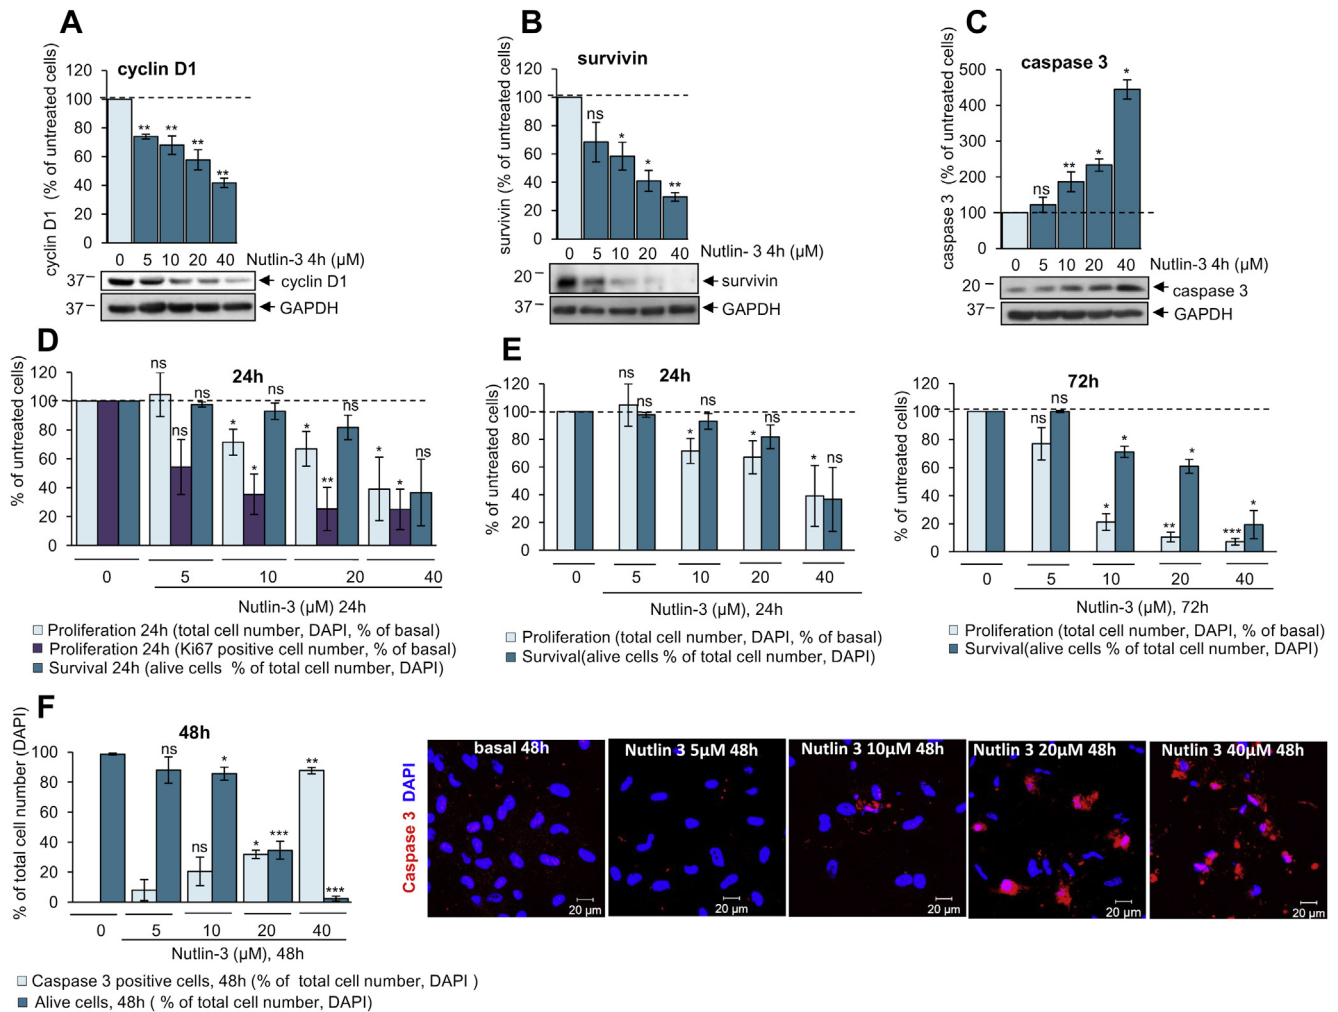 A
cyclin D1
cyclin D1 (% of untreated cells)
120
100
80
60
40
20
0
** ** ** **
0 5 10 20 40 Nutlin-3 4h (µM)
37 cyclin D1
37 GAPDH
B
survivin
survivin (% of untreated cells)
120
100
80
60
40
20
0
ns * * **
0 5 10 20 40 Nutlin- 3 4h (µM)
20 survivin
37 GAPDH
C
caspase 3
caspase 3 (% of untreated cells)
500
400
300
200
100
0
ns ** * *
0 5 10 20 40 Nutlin-3 4h (µM)
20 caspase 3
37 GAPDH
D
24h
% of untreated cells
120
100
80
60
40
20
0
ns ns ns * * ns * ** ns * * ns
0 5 10 20 40
Nutlin-3 (µM) 24h
Proliferation 24h (total cell number, DAPI, % of basal)
Proliferation 24h (Ki67 positive cell number, % of basal)
Survival 24h (alive cells % of total cell number, DAPI)
E
24h
% of untreated cells
120
100
80
60
40
20
0
ns ns * ns * ns * ns
0 5 10 20 40
Nutlin-3 (µM), 24h
Proliferation (total cell number, DAPI, % of basal)
Survival(alive cells % of total cell number, DAPI)
72h
% of untreated cells
120
100
80
60
40
20
0
ns ns * * ** * *** *
0 5 10 20 40
Nutlin-3 (µM), 72h
Proliferation (total cell number, DAPI, % of basal)
Survival(alive cells % of total cell number, DAPI)
F
48h
% of total cell number (DAPI)
100
80
60
40
20
0
ns ns * * *** ** ***
0 5 10 20 40
Nutlin-3 (µM), 48h
Caspase 3 positive cells, 48h (% of total cell number, DAPI )
Alive cells, 48h ( % of total cell number, DAPI)
Caspase 3 DAPI
basal 48h
20 µm
Nutlin 3 5µM 48h
20 µm
Nutlin 3 10µM 48h
20 µm
Nutlin 3 20µM 48h
20 µm
Nutlin 3 40µM 48h
20 µm